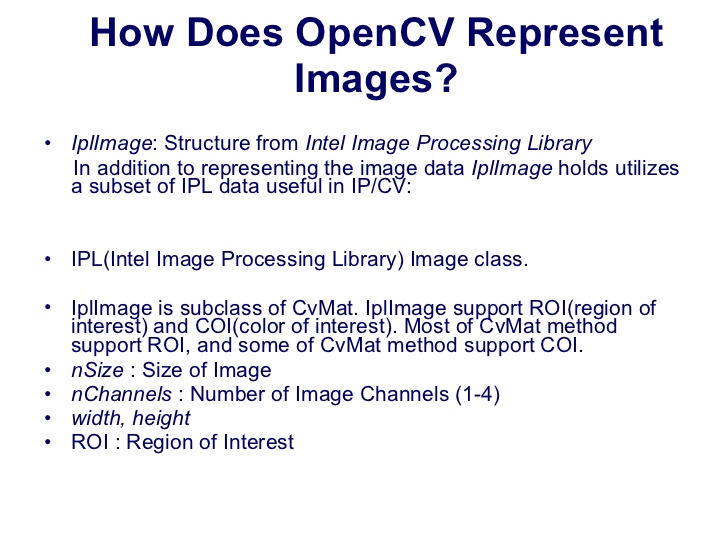 How Does OpenCV Represent
Images?
• IplImage: Structure from Intel Image Processing Library
In addition to representing the image data IplImage holds utilizes
a subset of IPL data useful in IP/CV:
• IPL(Intel Image Processing Library) Image class.
• IplImage is subclass of CvMat. IplImage support ROI(region of
interest) and COI(color of interest). Most of CvMat method
support ROI, and some of CvMat method support COI.
• nSize : Size of Image
• nChannels : Number of Image Channels (1-4)
• width, height
• ROI : Region of Interest